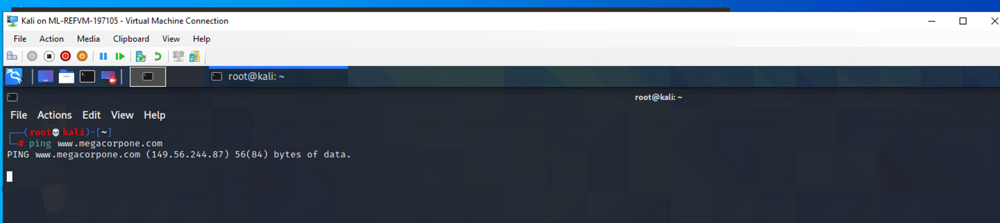 Kali on ML-REFVM-197105 - Virtual Machine Connection
File Action Media Clipboard View Help
root@kali: ~
root@kali: ~
File Actions Edit View Help
(root💀kali)-[~]
# ping www.megacorpone.com
PING www.megacorpone.com (149.56.244.87) 56(84) bytes of data.